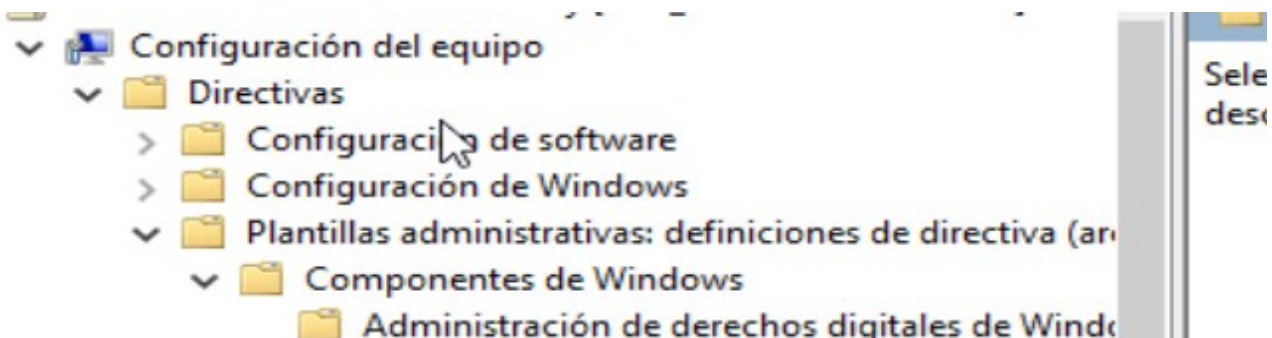 Configuración del equipo
Directivas
Configuración de software
Configuración de Windows
Plantillas administrativas: definiciones de directiva
Componentes de Windows
Administración de derechos digitales de